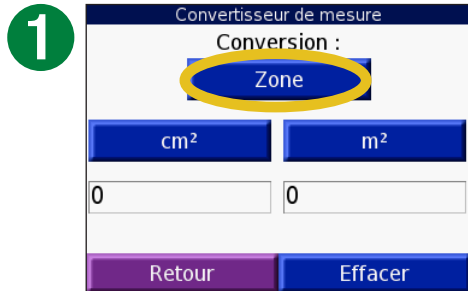 1
Convertisseur de mesure
Conversion :
Zone
cm² m²
0 0
Retour Effacer